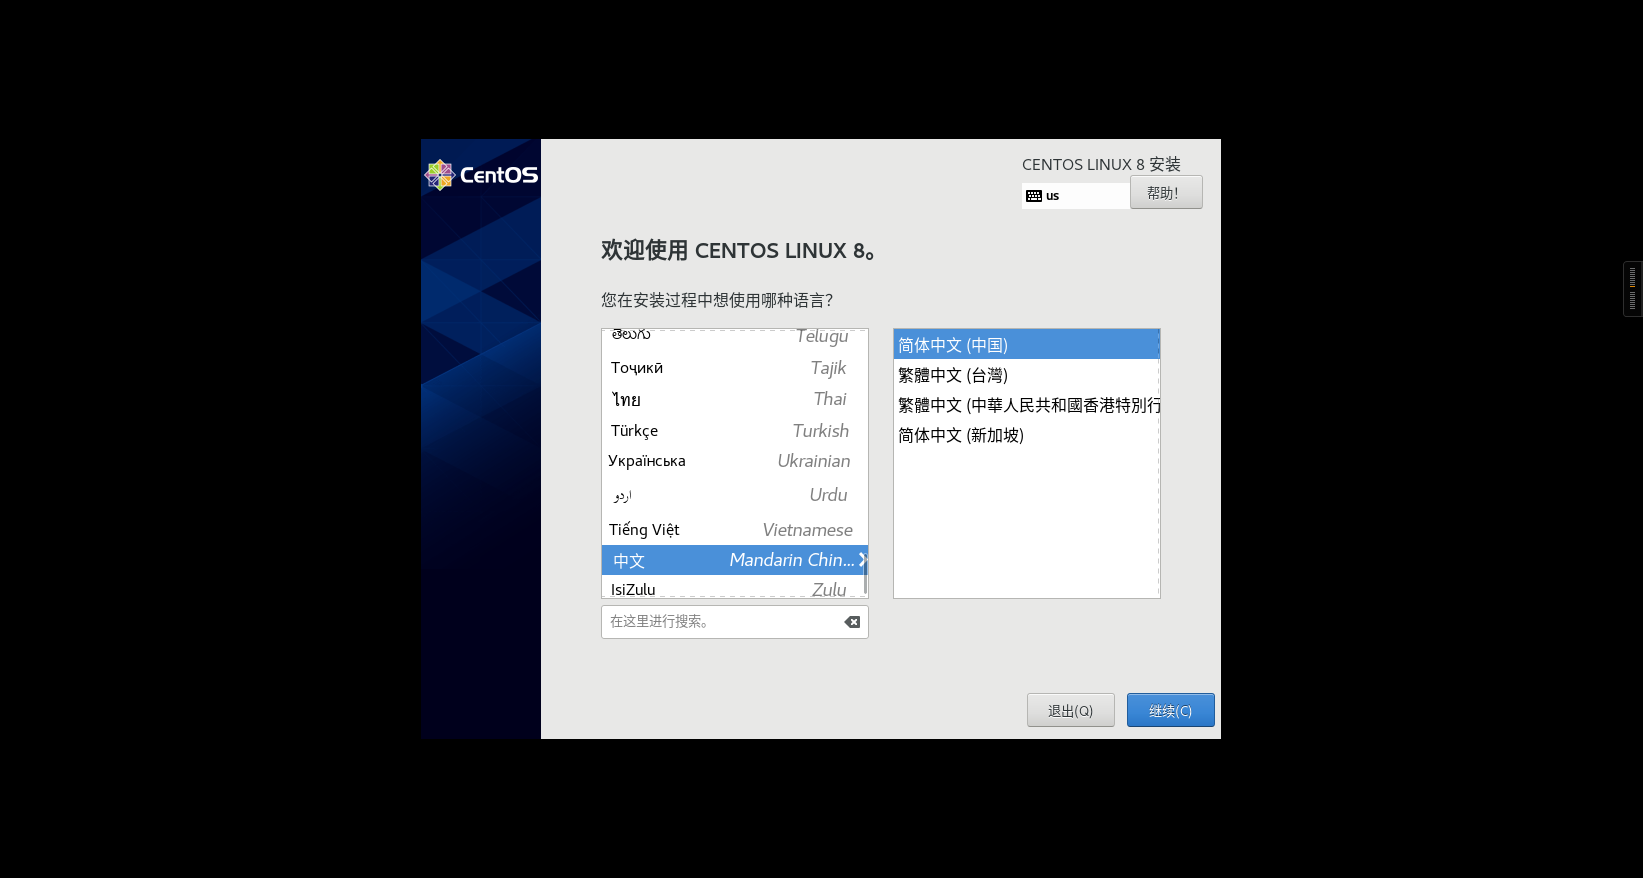 CentOS
CENTOS LINUX 8 安装
us
帮助!
欢迎使用 CENTOS LINUX 8。
您在安装过程中想使用哪种语言?
తెలుగు Telugu
Тоҷикӣ Tajik
ไทย Thai
Türkçe Turkish
Українська Ukrainian
اردو Urdu
Tiếng Việt Vietnamese
中文 Mandarin Chin...
IsiZulu Zulu
简体中文 (中国)
繁體中文 (台灣)
繁體中文 (中華人民共和國香港特別行
简体中文 (新加坡)
在这里进行搜索。
退出(Q)
继续(C)